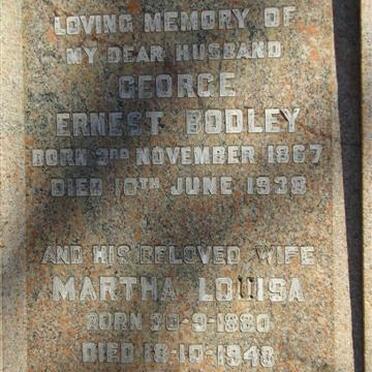 LOVING MEMORY OF
MY DEAR HUSBAND
GEORGE
ERNEST BODLEY
BORN 3RD NOVEMBER 1867
DIED 10TH JUNE 1938
AND HIS BELOVED WIFE
MARTHA LOUISA
BORN 30-9-1880
DIED 18-10-1948